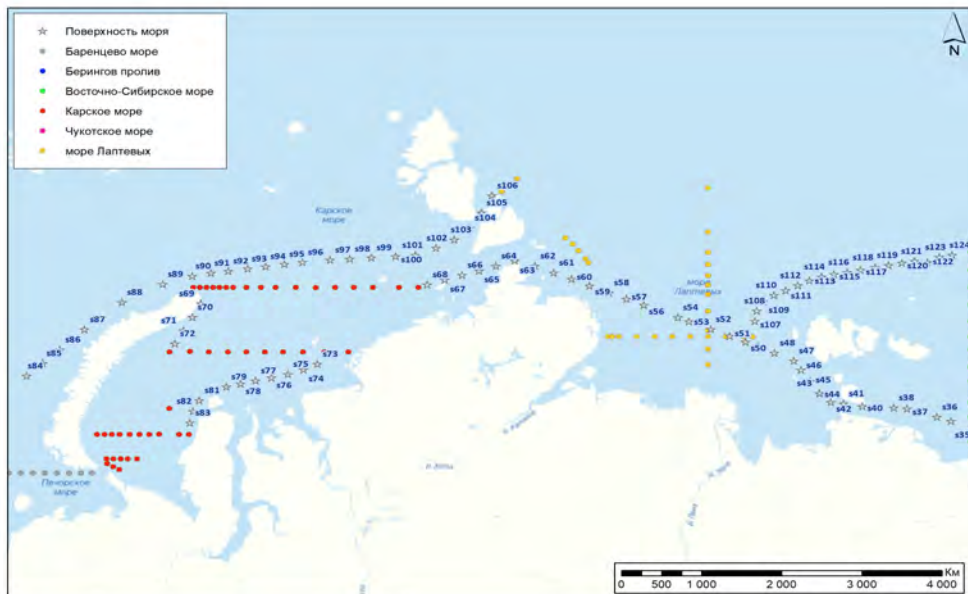 Поверхность моря
Баренцево море
Берингов пролив
Восточно-Сибирское море
Карское море
Чукотское море
море Лаптевых
N
Карское
море
s106
s105
s104
s103
s102
s101
s100
s99
s98
s97
s96
s95
s94
s93
s92
s91
s90
s89
s88
s87
s86
s85
s84
s69
s70
s71
s72
s73
s74
s75
s76
s77
s78
s79
s81
s82
s83
s68
s67
s66
s65
s64
s63
s62
s61
s60
s59
s58
s57
s56
s54
s53
s52
s51
s50
s48
s47
s46
s45
s43
s44
s42
s41
s40
s38
s37
s36
s35
море
Лаптевых
s107
s109
s108
s110
s111
s112
s113
s114
s115
s116
s117
s118
s119
s120
s121
s122
s123
s124
Печорское
море
Км
0 500 1 000 2 000 3 000 4 000